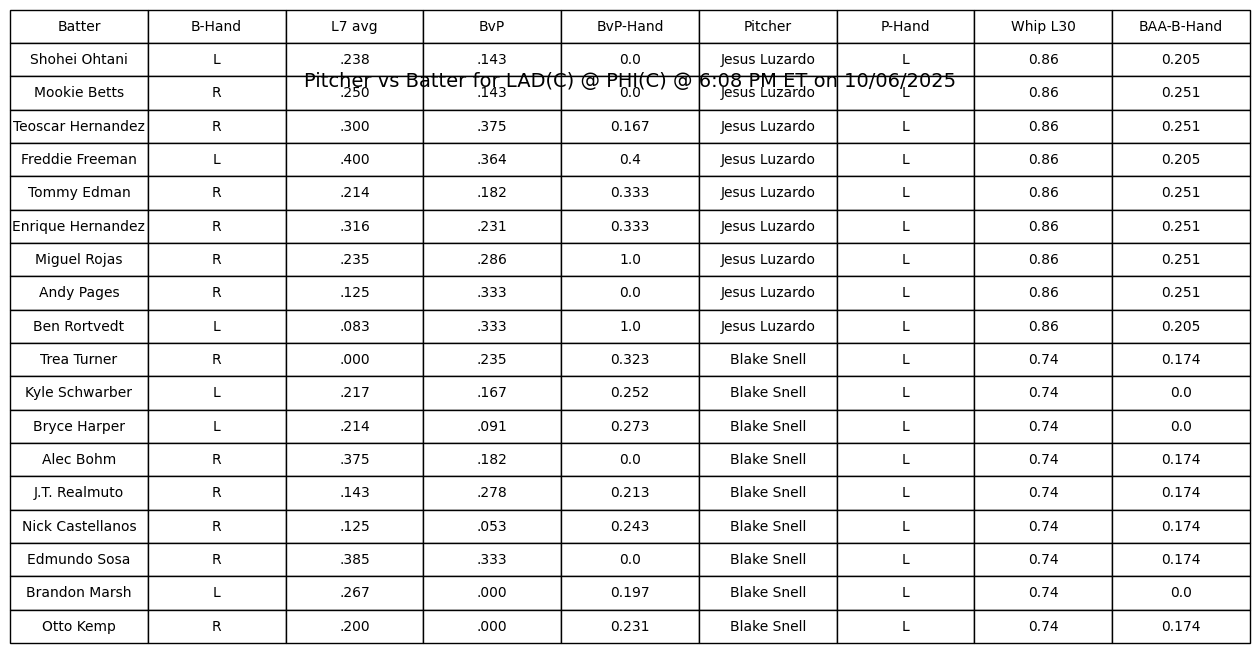 Batter B-Hand L7 avg BvP BvP-Hand Pitcher P-Hand Whip L30 BAA-B-Hand
Shohei Ohtani L .238 .143 0.0 Jesus Luzardo L 0.86 0.205
Pitcher vs Batter for LAD(C) @ PHI(C) @ 6:08 PM ET on 10/06/2025
Mookie Betts R .250 .143 0.0 Jesus Luzardo L 0.86 0.251
Teoscar Hernandez R .300 .375 0.167 Jesus Luzardo L 0.86 0.251
Freddie Freeman L .400 .364 0.4 Jesus Luzardo L 0.86 0.205
Tommy Edman R .214 .182 0.333 Jesus Luzardo L 0.86 0.251
Enrique Hernandez R .316 .231 0.333 Jesus Luzardo L 0.86 0.251
Miguel Rojas R .235 .286 1.0 Jesus Luzardo L 0.86 0.251
Andy Pages R .125 .333 0.0 Jesus Luzardo L 0.86 0.251
Ben Rortvedt L .083 .333 1.0 Jesus Luzardo L 0.86 0.205
Trea Turner R .000 .235 0.323 Blake Snell L 0.74 0.174
Kyle Schwarber L .217 .167 0.252 Blake Snell L 0.74 0.0
Bryce Harper L .214 .091 0.273 Blake Snell L 0.74 0.0
Alec Bohm R .375 .182 0.0 Blake Snell L 0.74 0.174
J.T. Realmuto R .143 .278 0.213 Blake Snell L 0.74 0.174
Nick Castellanos R .125 .053 0.243 Blake Snell L 0.74 0.174
Edmundo Sosa R .385 .333 0.0 Blake Snell L 0.74 0.174
Brandon Marsh L .267 .000 0.197 Blake Snell L 0.74 0.0
Otto Kemp R .200 .000 0.231 Blake Snell L 0.74 0.174